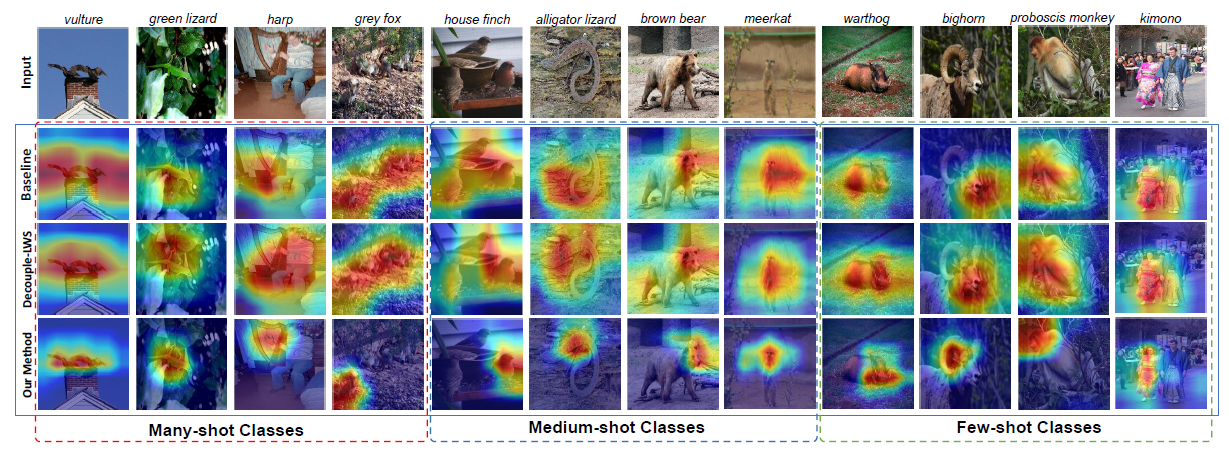 vulture green lizard harp grey fox house finch alligator lizard brown bear meerkat warthog bighorn proboscis monkey kimono
Input
Baseline
Decouple-LWS
Our Method
Many-shot Classes Medium-shot Classes Few-shot Classes